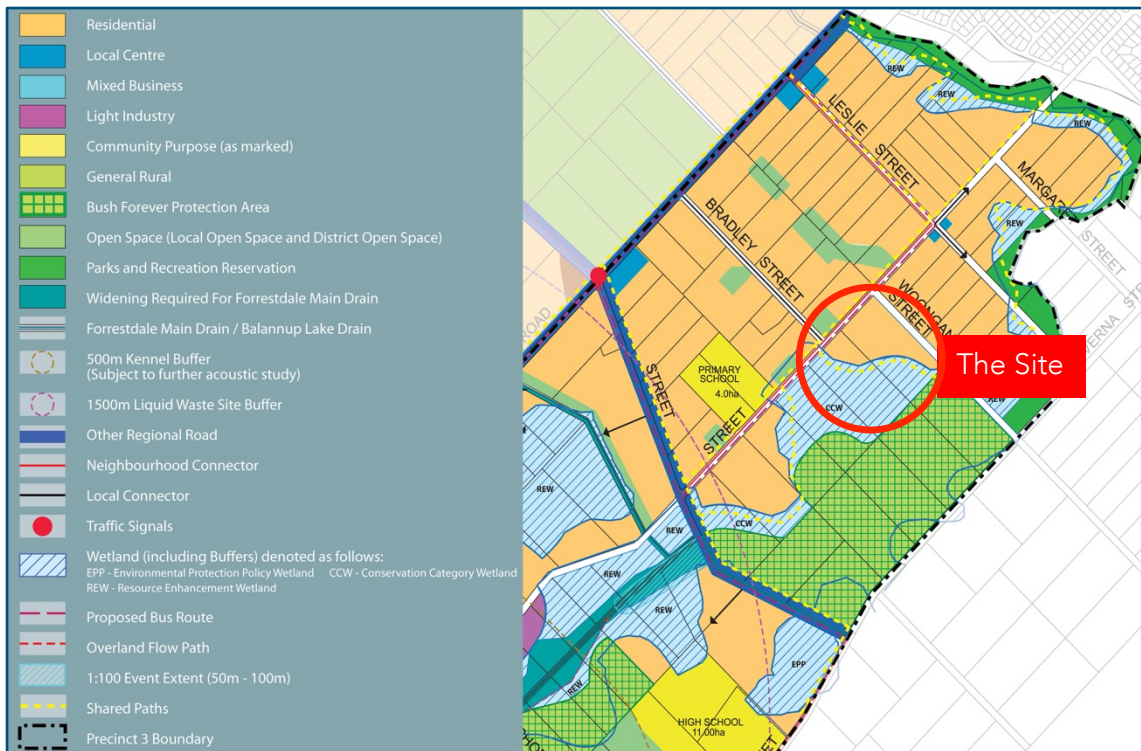 Residential
Local Centre
Mixed Business
Light Industry
Community Purpose (as marked)
General Rural
Bush Forever Protection Area
Open Space (Local Open Space and District Open Space)
Parks and Recreation Reservation
Widening Required For Forrestdale Main Drain
Forrestdale Main Drain / Balannup Lake Drain
500m Kennel Buffer
(Subject to further acoustic study)
1500m Liquid Waste Site Buffer
Other Regional Road
Neighbourhood Connector
Local Connector
Traffic Signals
Wetland (including Buffers) denoted as follows:
EPP - Environmental Protection Policy Wetland CCW - Conservation Category Wetland
REW - Resource Enhancement Wetland
Proposed Bus Route
Overland Flow Path
1:100 Event Extent (50m - 100m)
Shared Paths
Precinct 3 Boundary
REW
REW
REW
LESLIE
STREET
MARGA
STREET
REW
BRADLEY
STREET
WOONGAN
STREET
ERNA
ROAD
The Site
PRIMARY
SCHOOL
4.0ha
STREET
STREET
CCW
REW
REW
REW
CCW
REW
REW
REW
EPP
REW
HIGH SCHOOL
11.00ha